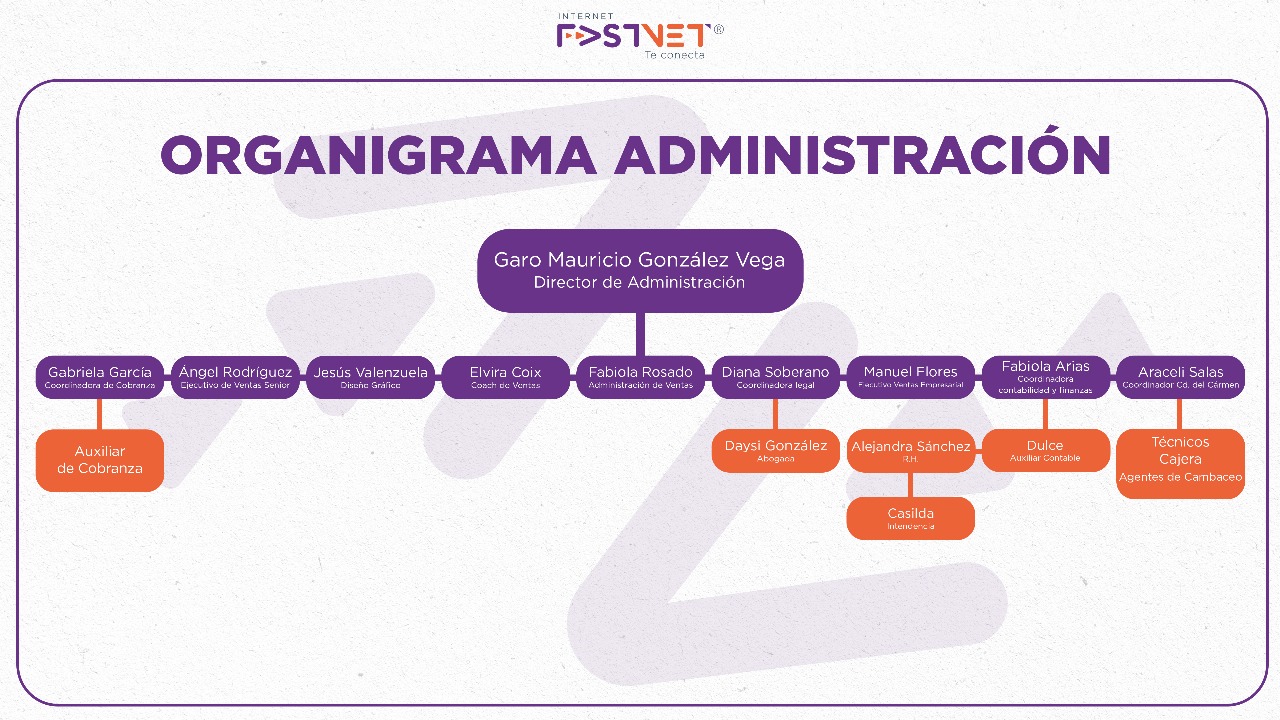 INTERNET
FASTNET®
Te conecta
ORGANIGRAMA ADMINISTRACIÓN
Garo Mauricio González Vega
Director de Administración
Gabriela García
Coordinadora de Cobranza
Ángel Rodríguez
Ejecutivo de Ventas Senior
Jesús Valenzuela
Diseño Gráfico
Elvira Coix
Coach de Ventas
Fabiola Rosado
Administración de Ventas
Diana Soberano
Coordinadora legal
Manuel Flores
Ejecutivo Ventas Empresarial
Fabiola Arias
Coordinadora
contabilidad y finanzas
Araceli Salas
Coordinador Cd. del Cármen
Auxiliar
de Cobranza
Daysi González
Abogada
Alejandra Sánchez
R.H.
Dulce
Auxiliar Contable
Técnicos
Cajera
Agentes de Cambaceo
Casilda
Intendencia